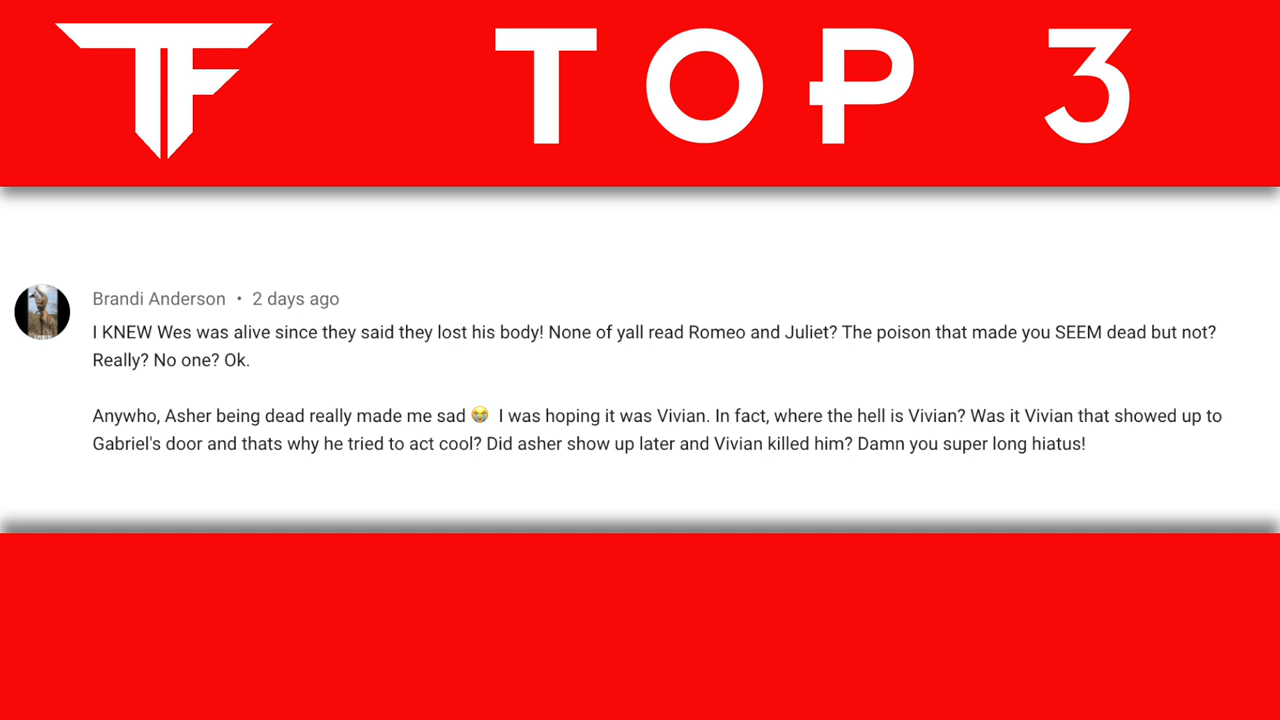 TF TOP 3
Brandi Anderson • 2 days ago
I KNEW Wes was alive since they said they lost his body! None of yall read Romeo and Juliet? The poison that made you SEEM dead but not?
Really? No one? Ok.
Anywho, Asher being dead really made me sad 😭 I was hoping it was Vivian. In fact, where the hell is Vivian? Was it Vivian that showed up to
Gabriel's door and thats why he tried to act cool? Did asher show up later and Vivian killed him? Damn you super long hiatus!